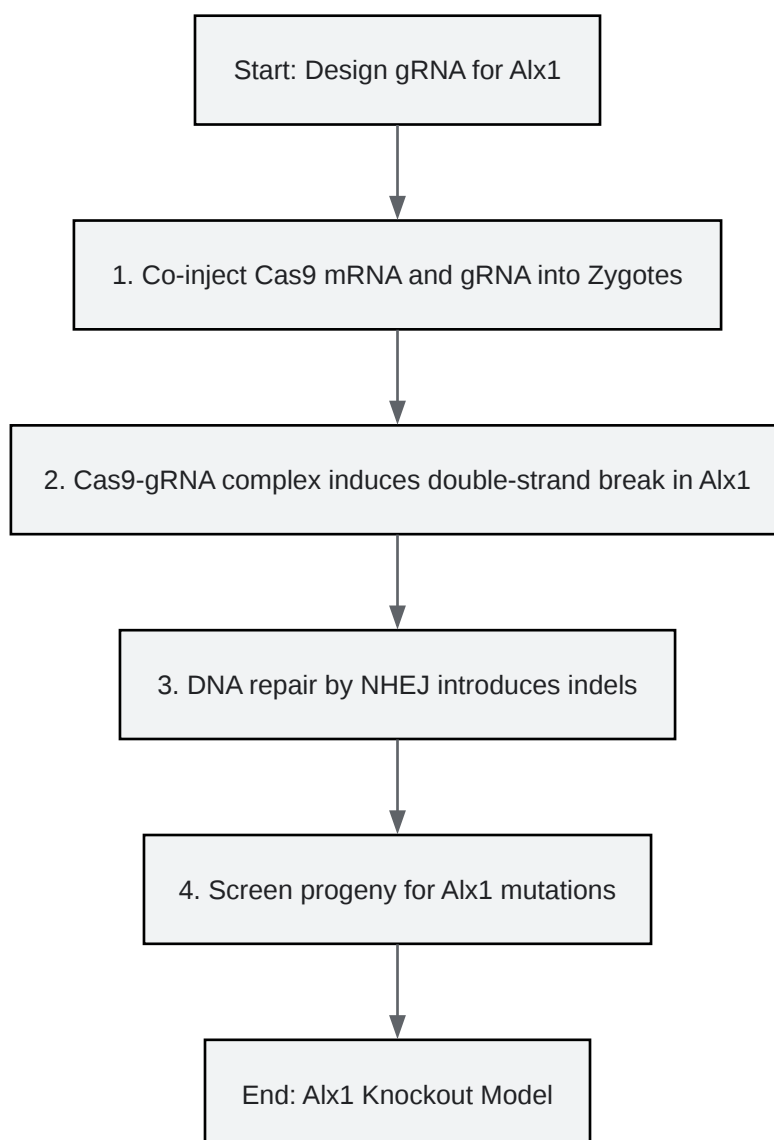 Start: Design gRNA for Alx1
1. Co-inject Cas9 mRNA and gRNA into Zygotes
2. Cas9-gRNA complex induces double-strand break in Alx1
3. DNA repair by NHEJ introduces indels
4. Screen progeny for Alx1 mutations
End: Alx1 Knockout Model